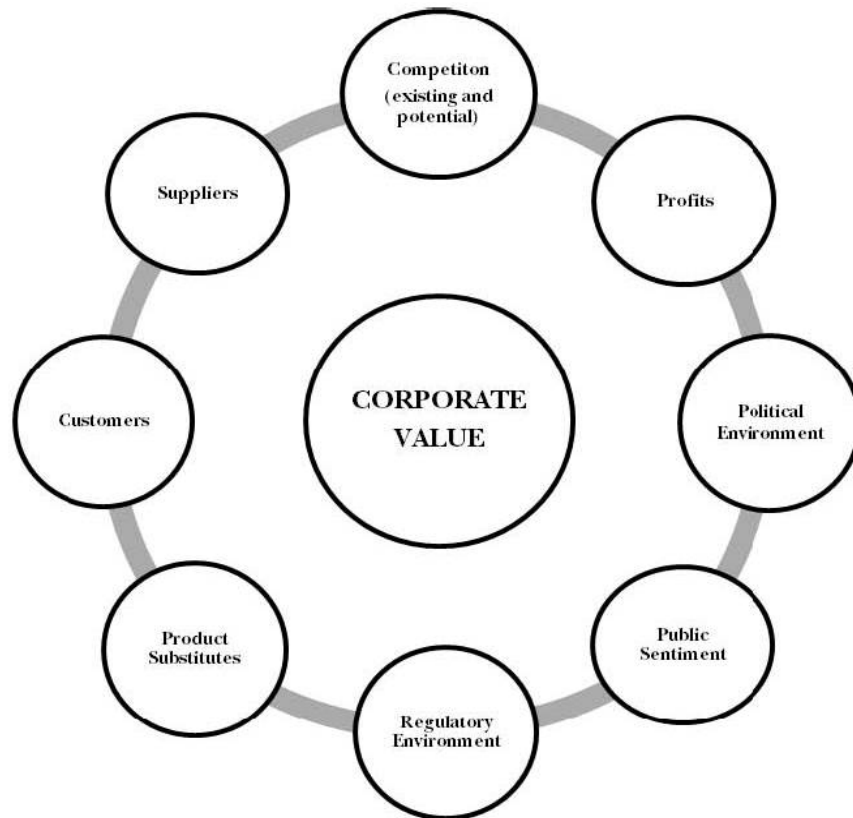 Competiton
(existing and
potential)
Suppliers
Profits
CORPORATE
VALUE
Customers
Political
Environment
Product
Substitutes
Public
Sentiment
Regulatory
Environment